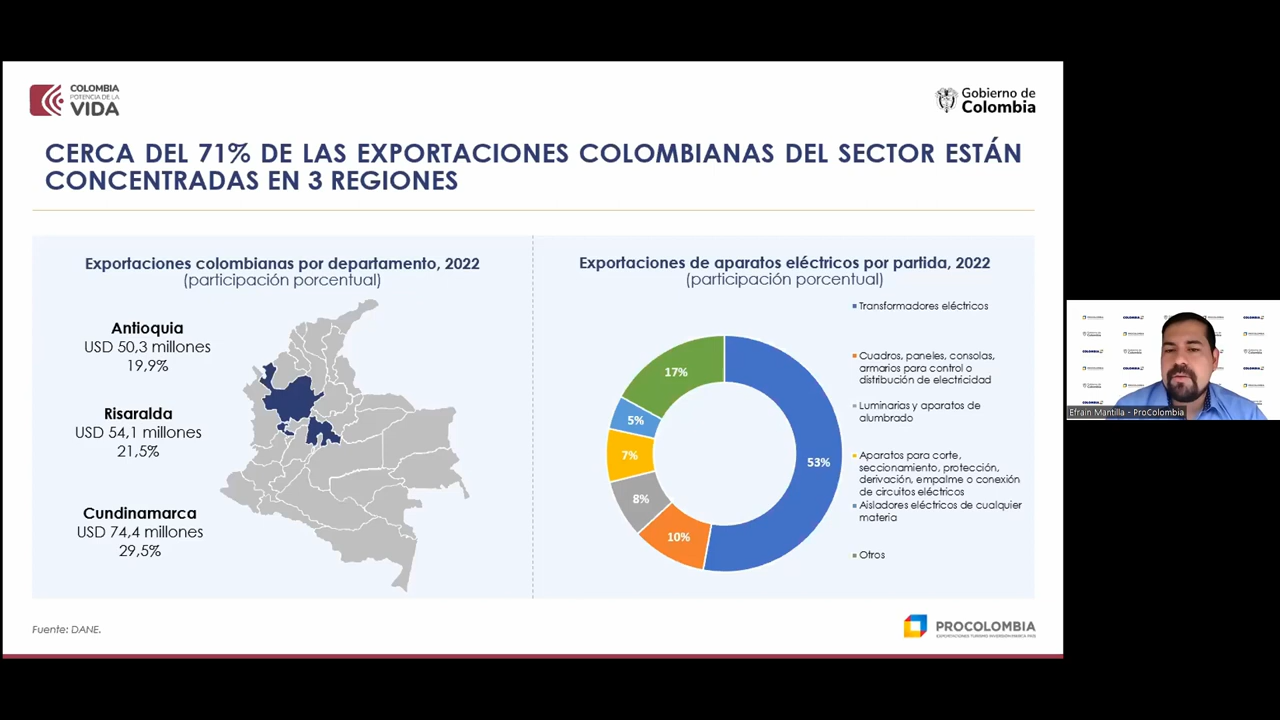 COLOMBIA
POTENCIA DE LA
VIDA
Gobierno de
Colombia
CERCA DEL 71% DE LAS EXPORTACIONES COLOMBIANAS DEL SECTOR ESTÁN
CONCENTRADAS EN 3 REGIONES
Exportaciones colombianas por departamento, 2022
(participación porcentual)
Antioquia
USD 50,3 millones
19,9%
Risaralda
USD 54,1 millones
21,5%
Cundinamarca
USD 74,4 millones
29,5%
Exportaciones de aparatos eléctricos por partida, 2022
(participación porcentual)
17%
5%
7%
8%
10%
53%
Transformadores eléctricos
Cuadros, paneles, consolas,
armarios para control o
distribución de electricidad
Luminarias y aparatos de
alumbrado
Aparatos para corte,
seccionamiento, protección,
derivación, empalme o conexión
de circuitos eléctricos
Aisladores eléctricos de cualquier
materia
Otros
Fuente: DANE.
PROCOLOMBIA
EXPORTACIONES TURISMO INVERSIÓN MARCA PAÍS
Efrain Mantilla - ProColombia